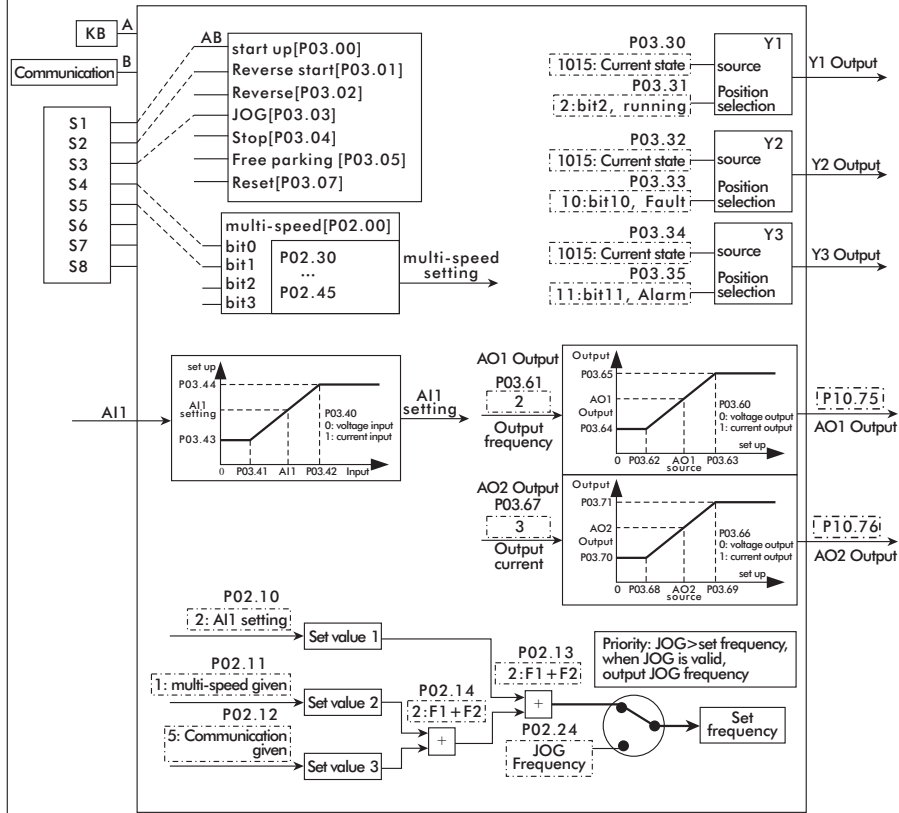 KB
A
Communication
B
S1
S2
S3
S4
S5
S6
S7
S8
AB
start up[P03.00]
Reverse start[P03.01]
Reverse[P03.02]
JOG[P03.03]
Stop[P03.04]
Free parking [P03.05]
Reset[P03.07]
multi-speed[P02.00]
bit0
bit1
bit2
bit3
P02.30
...
P02.45
multi-speed
setting
P03.30
1015: Current state
P03.31
2:bit2, running
Y1
source
Position
selection
Y1 Output
P03.32
1015: Current state
P03.33
10:bit10, Fault
Y2
source
Position
selection
Y2 Output
P03.34
1015: Current state
P03.35
11:bit11, Alarm
Y3
source
Position
selection
Y3 Output
AI1
set up
P03.44
AI1
setting
P03.43
P03.40
0: voltage input
1: current input
0
P03.41
AI1
P03.42
Input
AI1
setting
AO1 Output
P03.61
2
Output
frequency
Output
P03.65
AO1
Output
P03.64
P03.60
0: voltage output
1: current output
set up
0
P03.62
AO1
source
P03.63
P10.75
AO1 Output
AO2 Output
P03.67
3
Output
current
Output
P03.71
AO2
Output
P03.70
P03.66
0: voltage output
1: current output
set up
0
P03.68
AO2
source
P03.69
P10.76
AO2 Output
P02.10
2: AI1 setting
Set value 1
P02.11
1: multi-speed given
Set value 2
P02.12
5: Communication
given
Set value 3
P02.14
2:F1+F2
+
P02.13
2:F1+F2
+
P02.24
JOG
Frequency
Priority: JOG>set frequency,
when JOG is valid,
output JOG frequency
Set
frequency